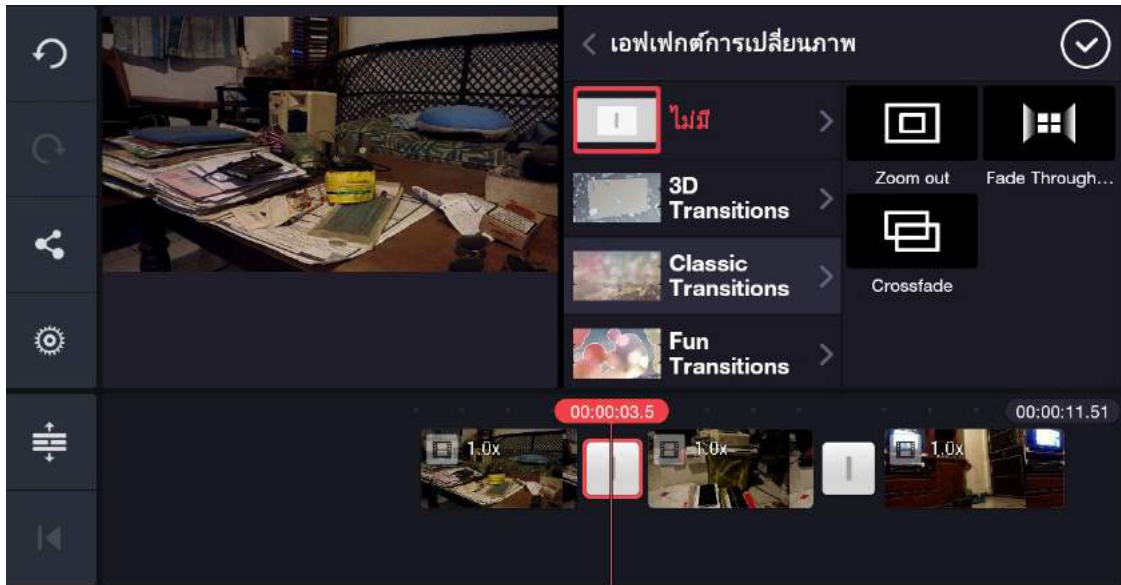 เอฟเฟกต์การเปลี่ยนภาพ
ไม่มี
3D
Transitions
Classic
Transitions
Fun
Transitions
Zoom out
Fade Through...
Crossfade
00:00:03.5
00:00:11.51
1.0x
1.0x
1.0x